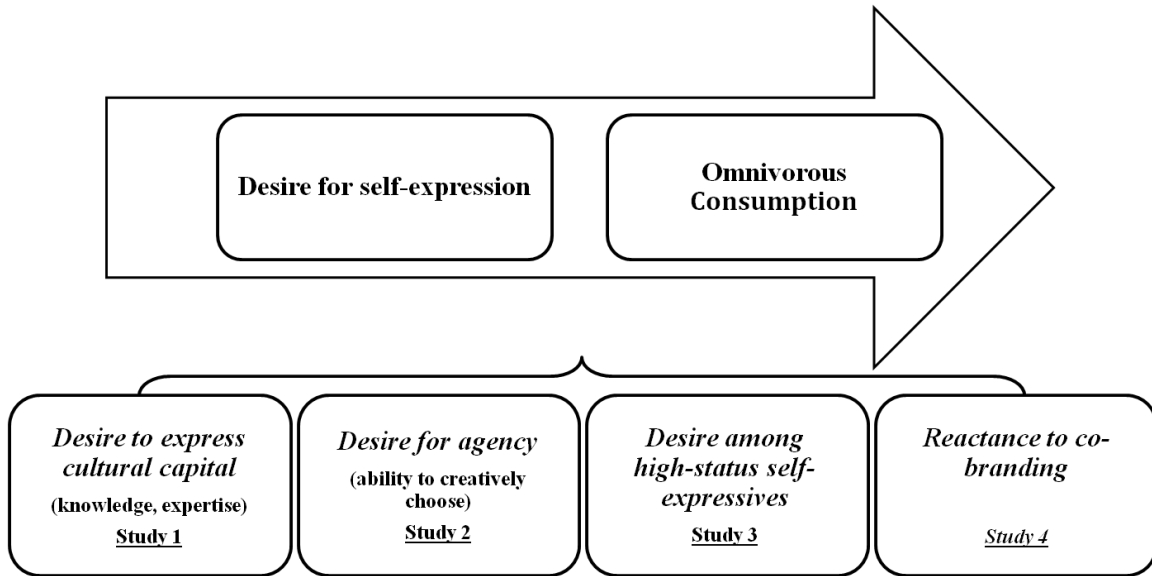 Desire for self-expression
Omnivorous
Consumption
Desire to express
cultural capital
(knowledge, expertise)
Study 1
Desire for agency
(ability to creatively
choose)
Study 2
Desire among
high-status self-
expressives
Study 3
Reactance to co-
branding
Study 4